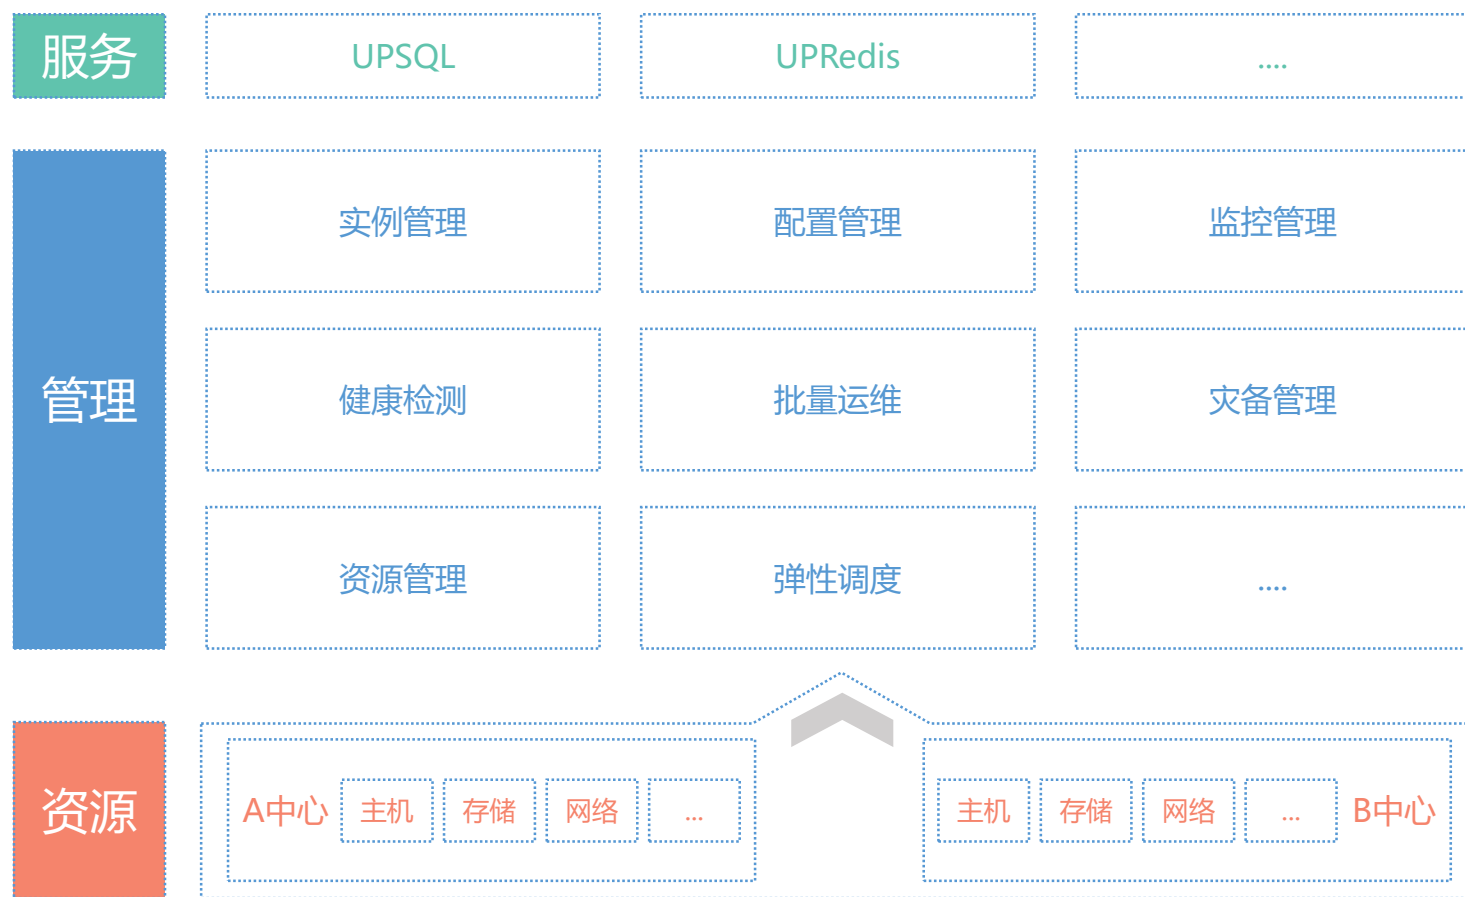 服务
UPSQL
UPRedis
....
管理
实例管理
配置管理
监控管理
健康检测
批量运维
灾备管理
资源管理
弹性调度
....
资源
A中心
主机
存储
网络
...
主机
存储
网络
...
B中心